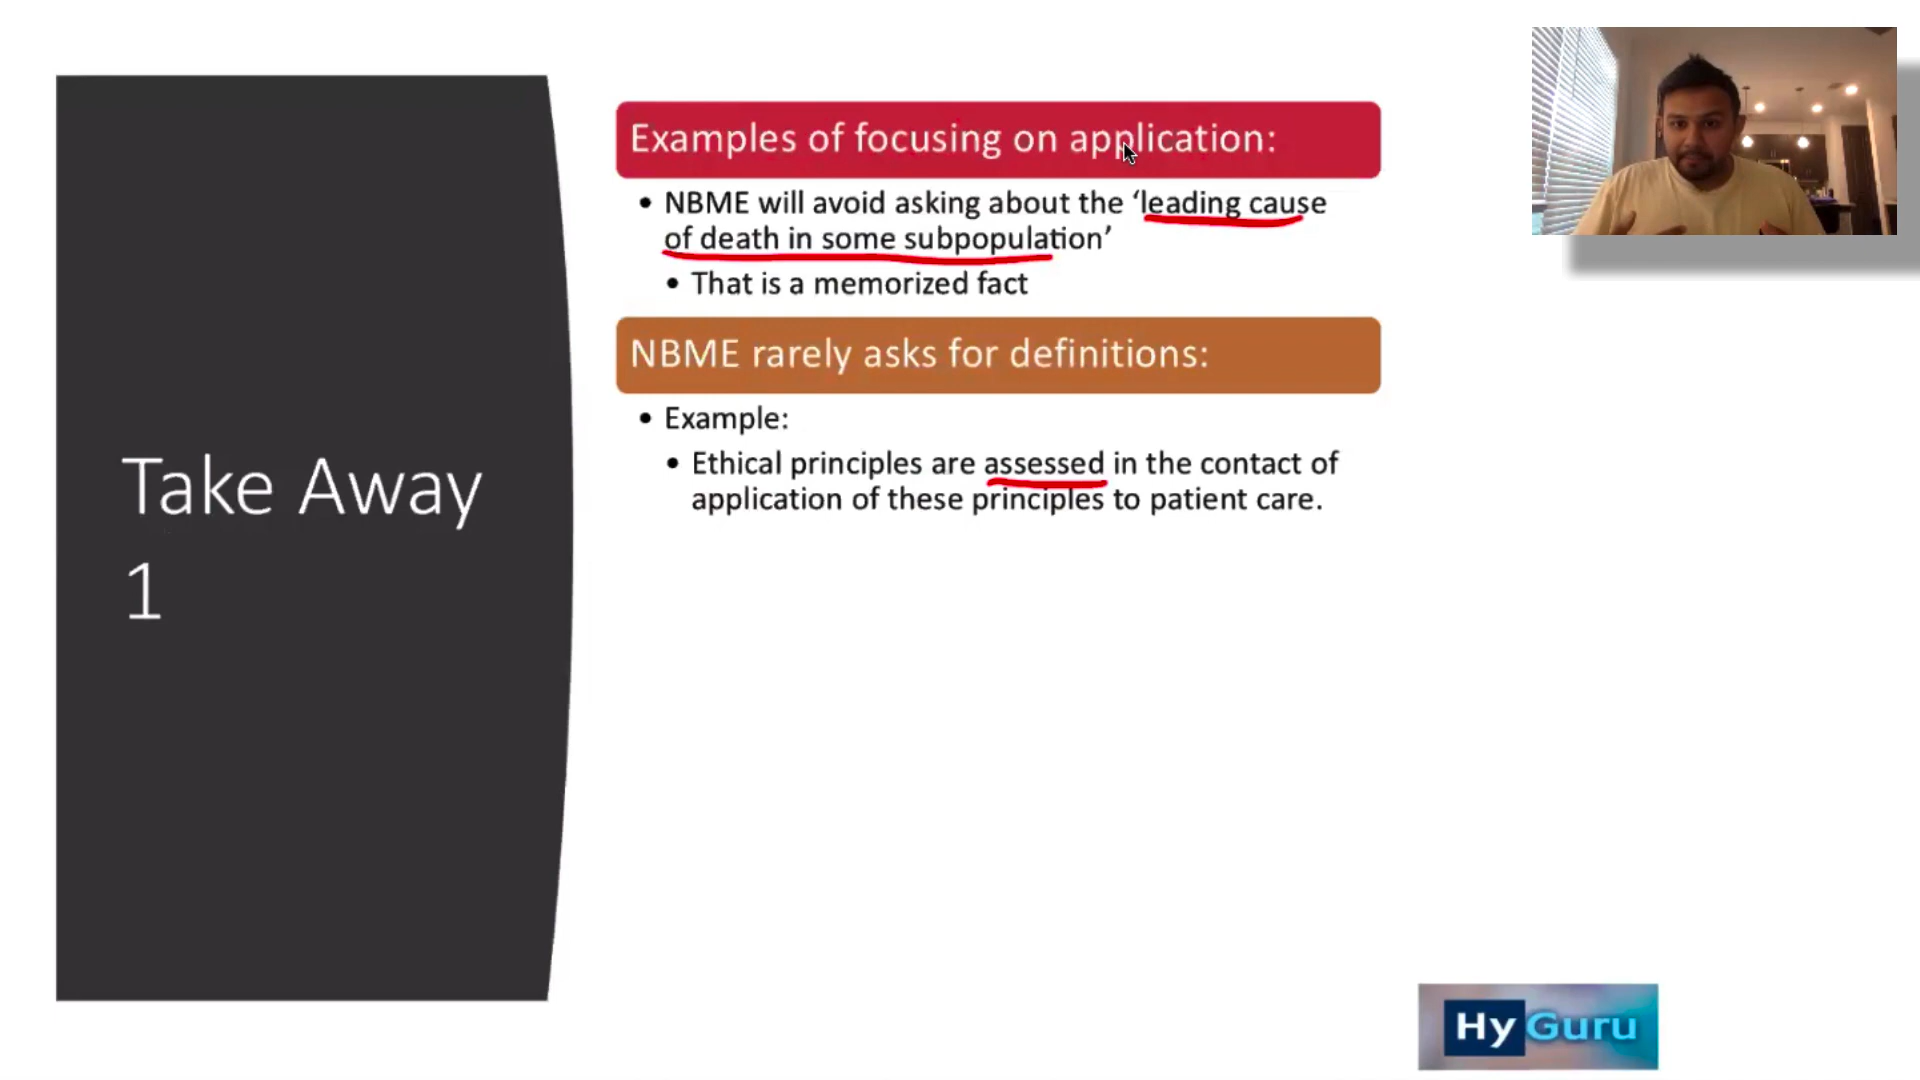 Take Away
1
Examples of focusing on application:
• NBME will avoid asking about the ‘leading cause
of death in some subpopulation’
• That is a memorized fact
NBME rarely asks for definitions:
• Example:
• Ethical principles are assessed in the contact of
application of these principles to patient care.
HyGuru